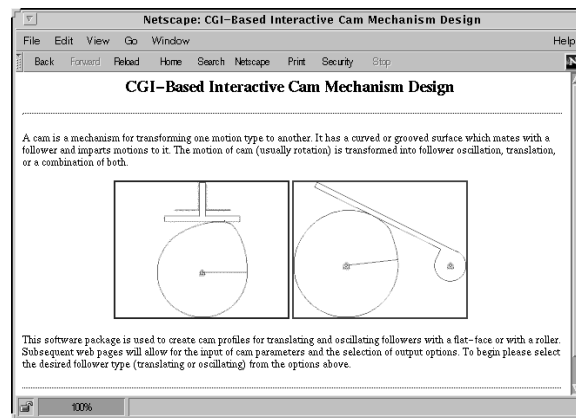 Netscape: CGI-Based Interactive Cam Mechanism Design
File Edit View Go Window Help
Back Forward Reload Home Search Netscape Print Security Stop
CGI-Based Interactive Cam Mechanism Design
A cam is a mechanism for transforming one motion type to another. It has a curved or grooved surface which mates with a
follower and imparts motions to it. The motion of cam (usually rotation) is transformed into follower oscillation, translation,
or a combination of both.
This software package is used to create cam profiles for translating and oscillating followers with a flat-face or with a roller.
Subsequent web pages will allow for the input of cam parameters and the selection of output options. To begin please select
the desired follower type (translating or oscillating) from the options above.
100%